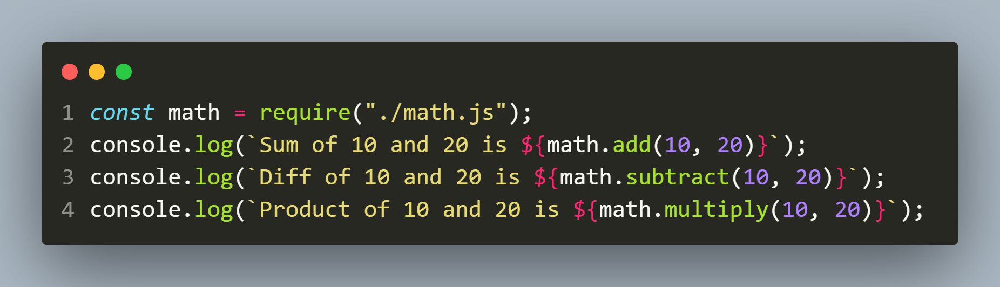 1 const math = require("./math.js");
2 console.log(`Sum of 10 and 20 is ${math.add(10, 20)}`);
3 console.log(`Diff of 10 and 20 is ${math.subtract(10, 20)}`);
4 console.log(`Product of 10 and 20 is ${math.multiply(10, 20)}`);